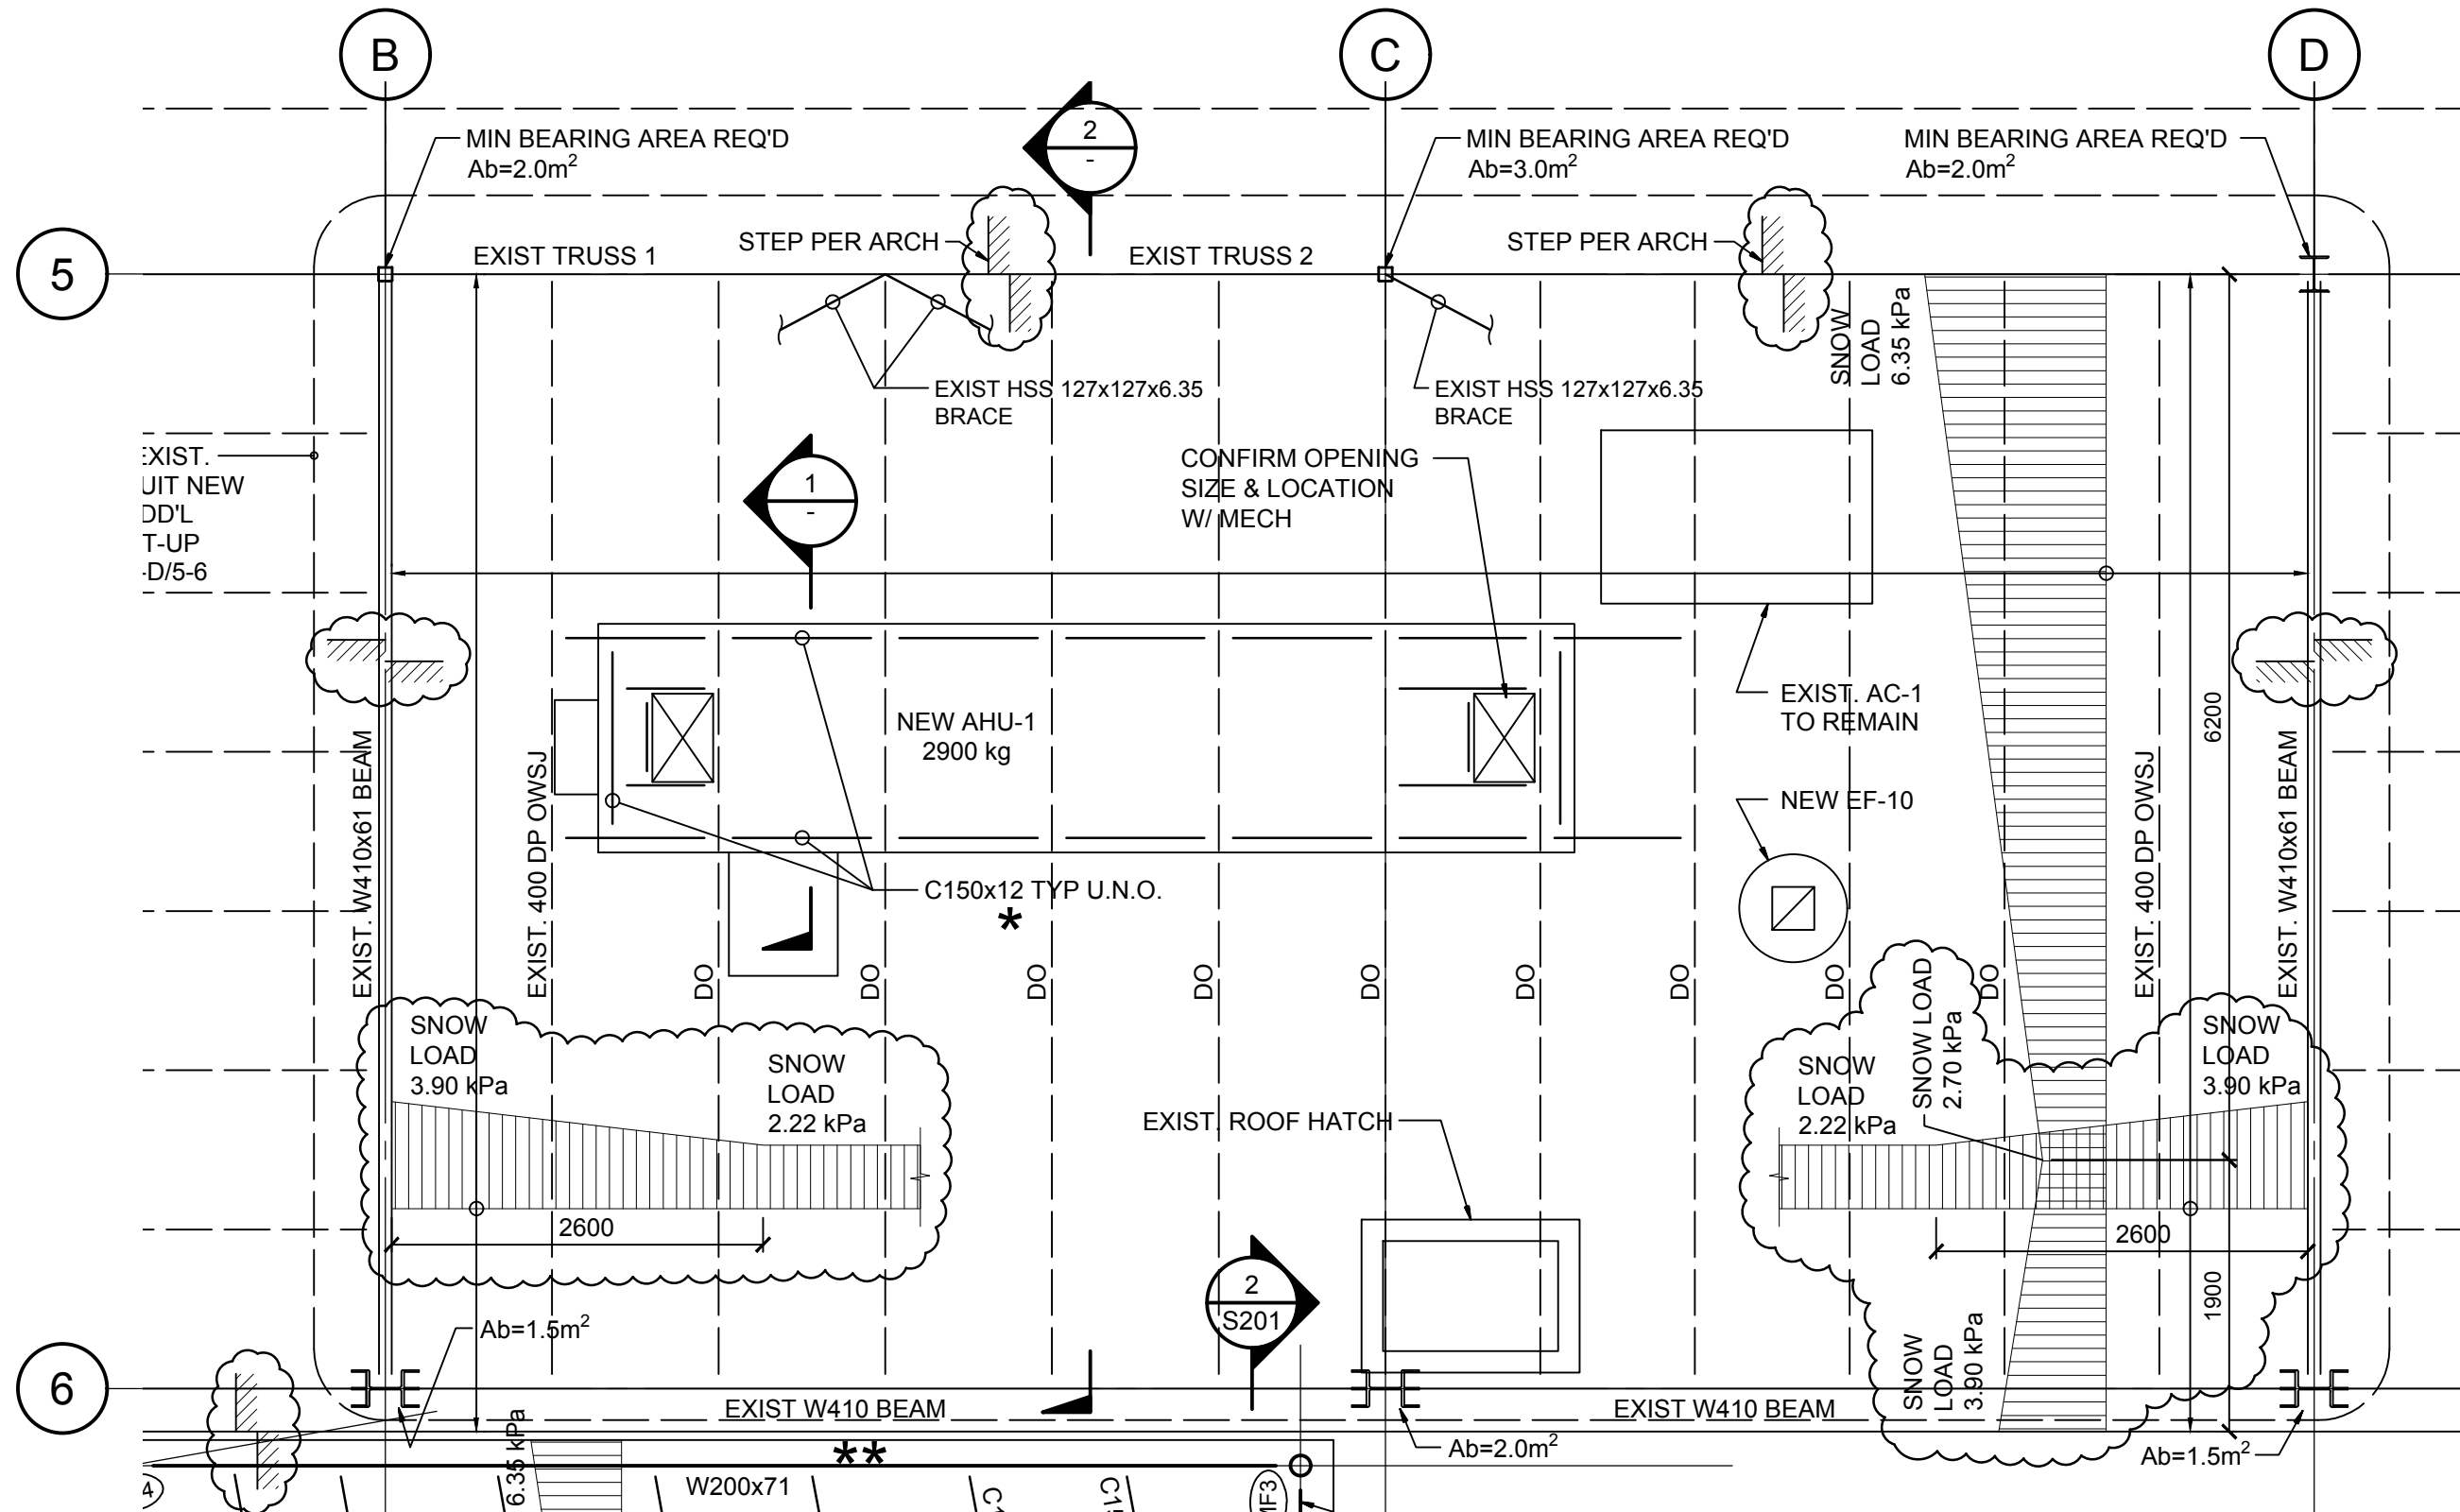 B
C
D
MIN BEARING AREA REQ'D
Ab=2.0m²
2
-
MIN BEARING AREA REQ'D
Ab=3.0m²
MIN BEARING AREA REQ'D
Ab=2.0m²
5
EXIST TRUSS 1
STEP PER ARCH
EXIST TRUSS 2
STEP PER ARCH
SNOW
LOAD
6.35 kPa
EXIST HSS 127x127x6.35
BRACE
EXIST HSS 127x127x6.35
BRACE
EXIST.
UIT NEW
DD'L
T-UP
-D/5-6
1
-
CONFIRM OPENING
SIZE & LOCATION
W/ MECH
NEW AHU-1
2900 kg
EXIST. AC-1
TO REMAIN
6200
EXIST. W410x61 BEAM
EXIST. 400 DP OWSJ
NEW EF-10
EXIST. 400 DP OWSJ
EXIST. W410x61 BEAM
C150x12 TYP U.N.O.
*
DO
DO
DO
DO
DO
DO
DO
DO
DO
SNOW
LOAD
3.90 kPa
SNOW
LOAD
2.22 kPa
SNOW LOAD
2.70 kPa
SNOW
LOAD
2.22 kPa
SNOW
LOAD
3.90 kPa
EXIST. ROOF HATCH
2600
2600
2
S201
1900
Ab=1.5m²
SNOW
LOAD
3.90 kPa
6
EXIST W410 BEAM
EXIST W410 BEAM
6.35 kPa
**
Ab=2.0m²
Ab=1.5m²
W200x71
MF3